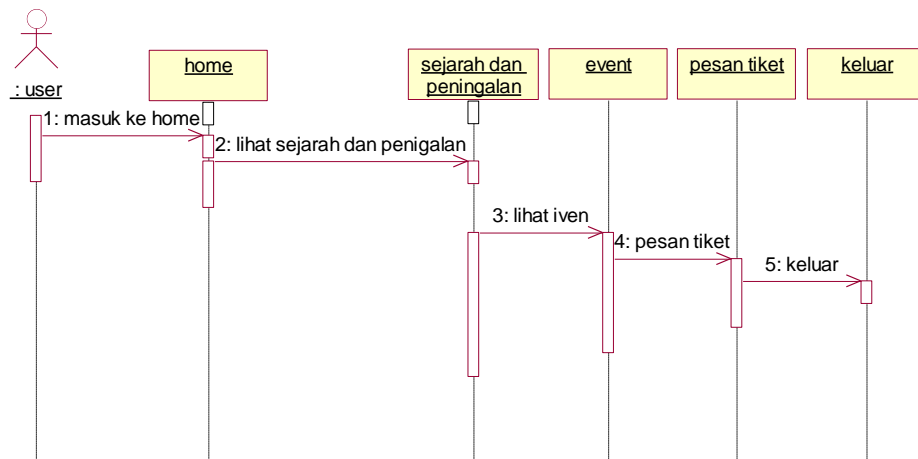 : user
home
sejarah dan
peningalan
event
pesan tiket
keluar
1: masuk ke home
2: lihat sejarah dan penigalan
3: lihat iven
4: pesan tiket
5: keluar